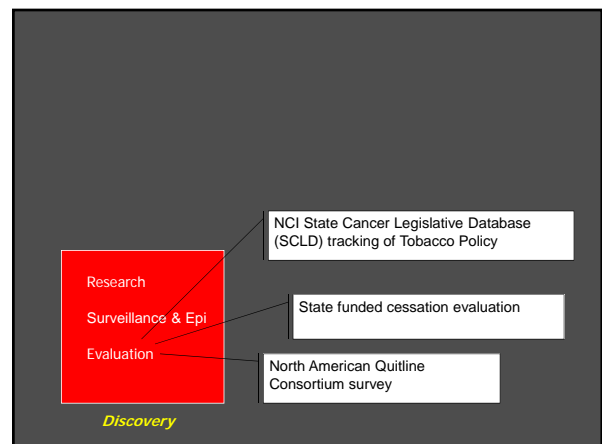 NCI State Cancer Legislative Database
(SCLD) tracking of Tobacco Policy
Research
Surveillance & Epi
State funded cessation evaluation
Evaluation
North American Quitline
Consortium survey
Discovery